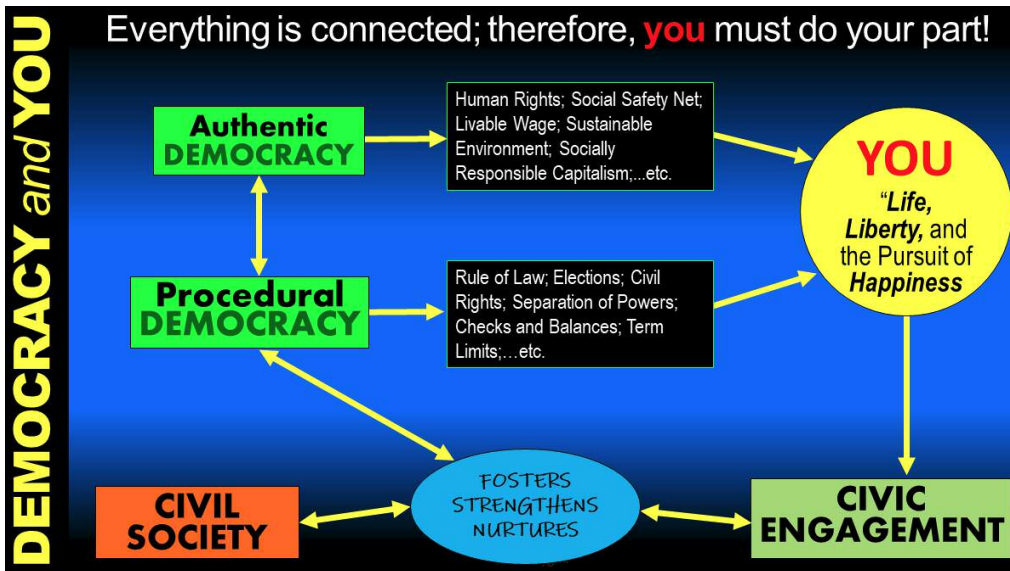 Everything is connected; therefore, you must do your part!
DEMOCRACY and YOU
Authentic
DEMOCRACY
Human Rights; Social Safety Net;
Livable Wage; Sustainable
Environment; Socially
Responsible Capitalism;...etc.
YOU
“Life,
Liberty, and
the Pursuit of
Happiness
Procedural
DEMOCRACY
Rule of Law; Elections; Civil
Rights; Separation of Powers;
Checks and Balances; Term
Limits;…etc.
FOSTERS
STRENGTHENS
NURTURES
CIVIL
SOCIETY
CIVIC
ENGAGEMENT